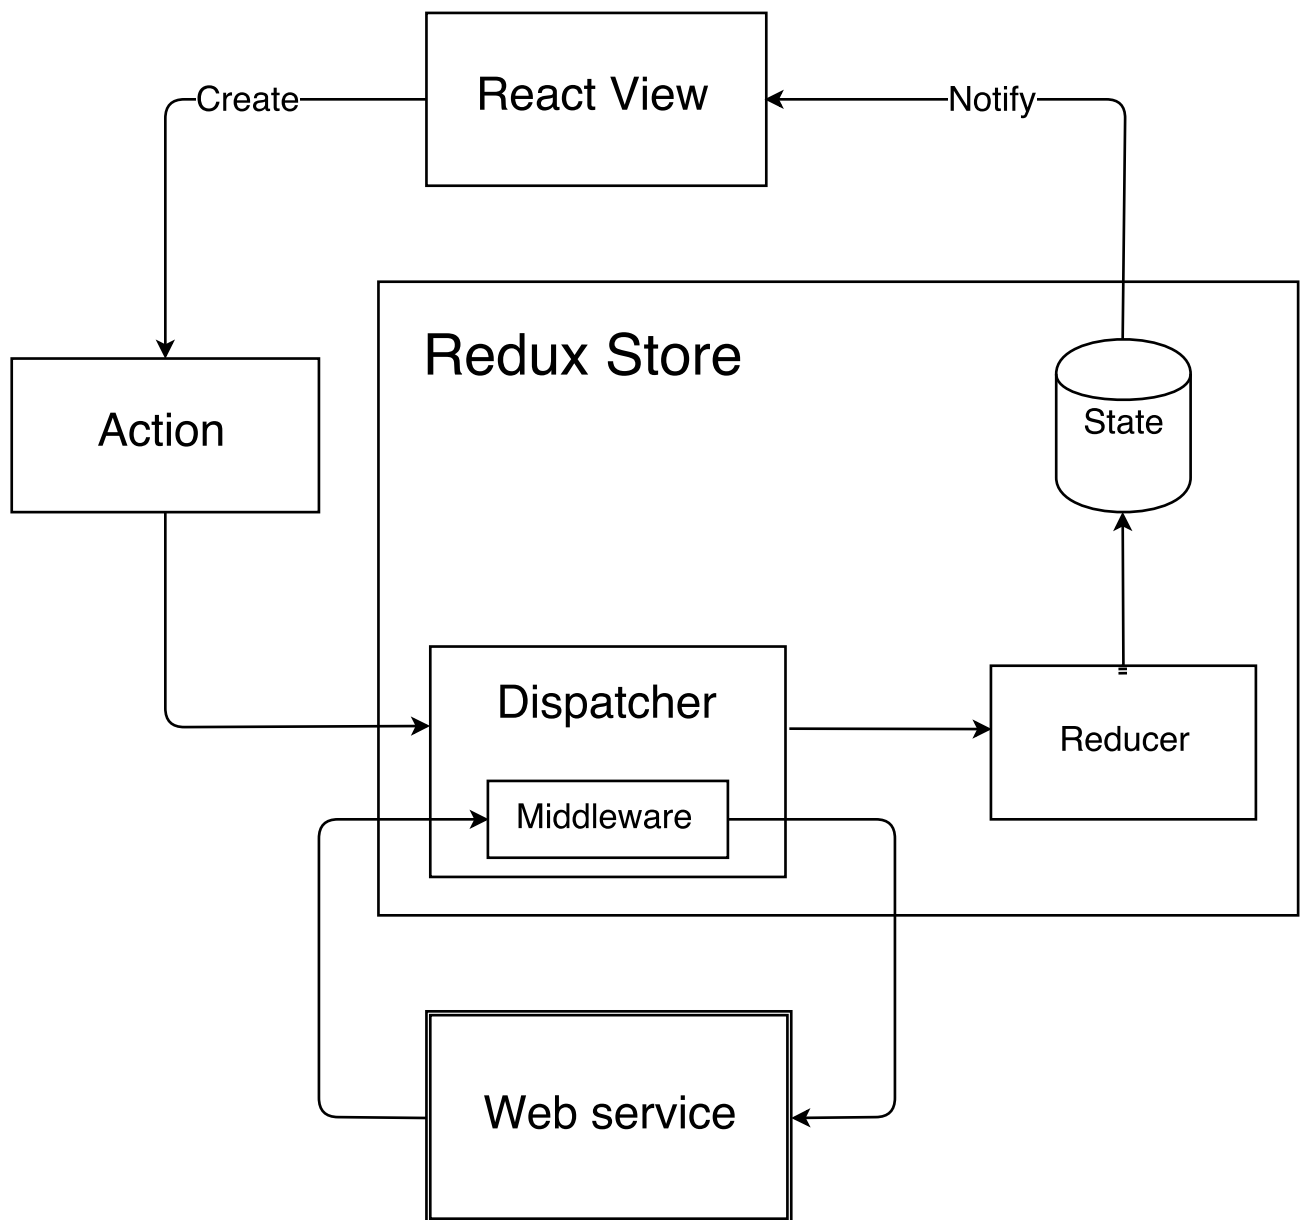 React View
Create
Notify
Redux Store
Action
State
Dispatcher
Reducer
Middleware
Web service